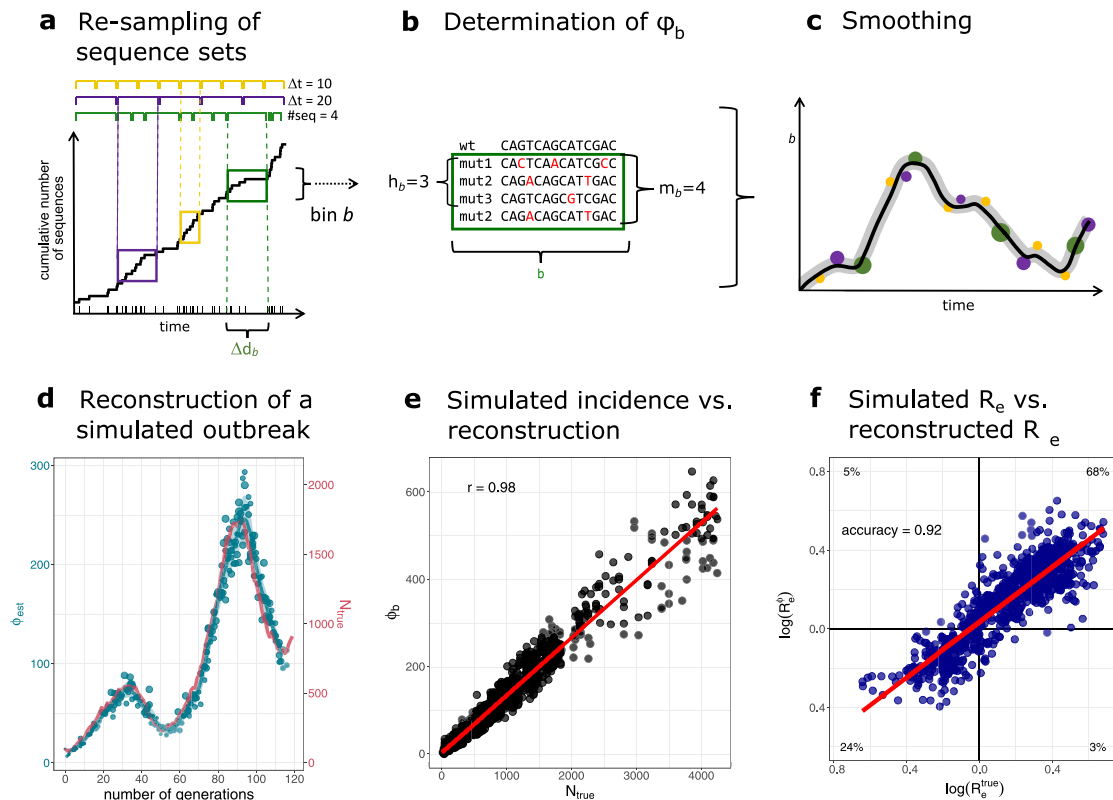 a Re-sampling of
sequence sets
Δt = 10
Δt = 20
#seq = 4
cumulative number
of sequences
bin b
time
Δd_b
b Determination of φ_b
wt CAGTCAGCATCGAC
mut1 CACTCAACATCGCC
mut2 CAGACAGCATTGAC
mut3 CAGTCAGCGTCGAC
mut2 CAGACAGCATTGAC
h_b=3
m_b=4
b
c Smoothing
b
time
d Reconstruction of a
simulated outbreak
300
250
200
150
100
50
0
ϕ_est
2000
1500
1000
500
0
N_true
0 20 40 60 80 100 120
number of generations
e Simulated incidence vs.
reconstruction
r = 0.98
600
400
200
0
ϕ_b
0 1000 2000 3000 4000
N_true
f Simulated R_e vs.
reconstructed R_e
5% 68%
accuracy = 0.92
24% 3%
0.8
0.4
0.0
0.4
log(R_e^ϕ)
0.8 0.4 0.0 0.4
log(R_e^true)